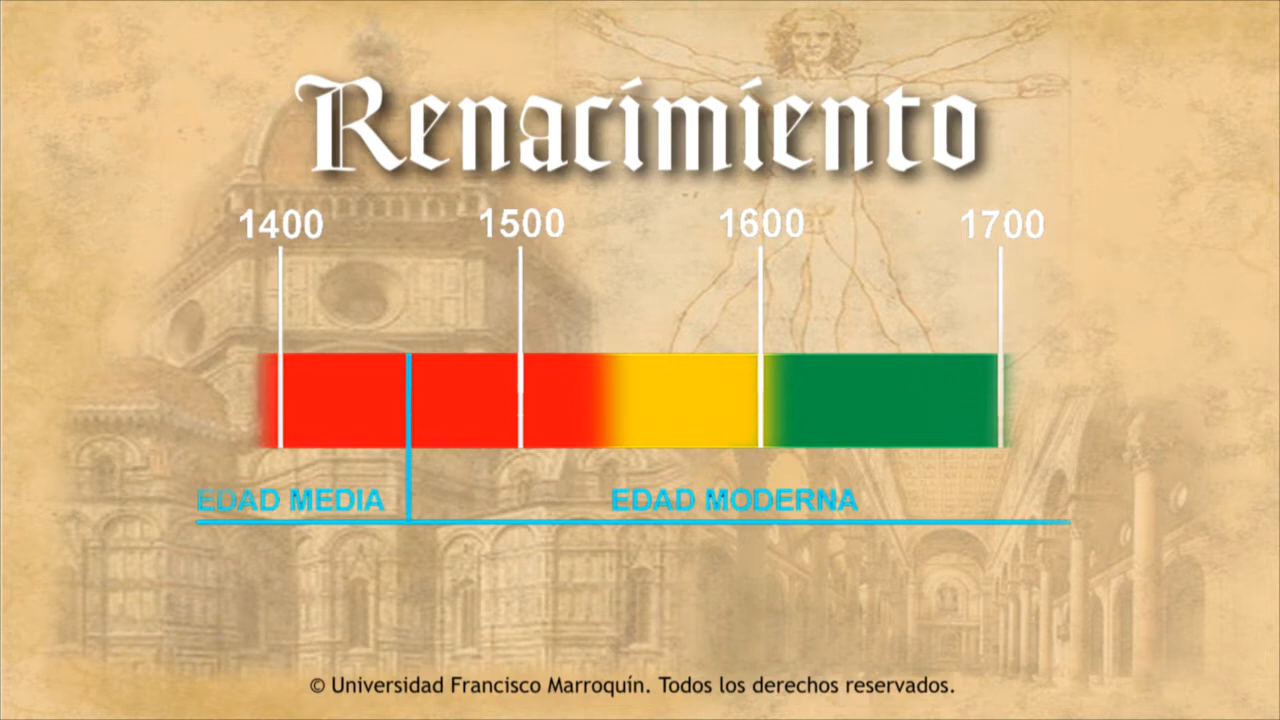 Renacimiento
1400 1500 1600 1700
EDAD MEDIA EDAD MODERNA
© Universidad Francisco Marroquín. Todos los derechos reservados.